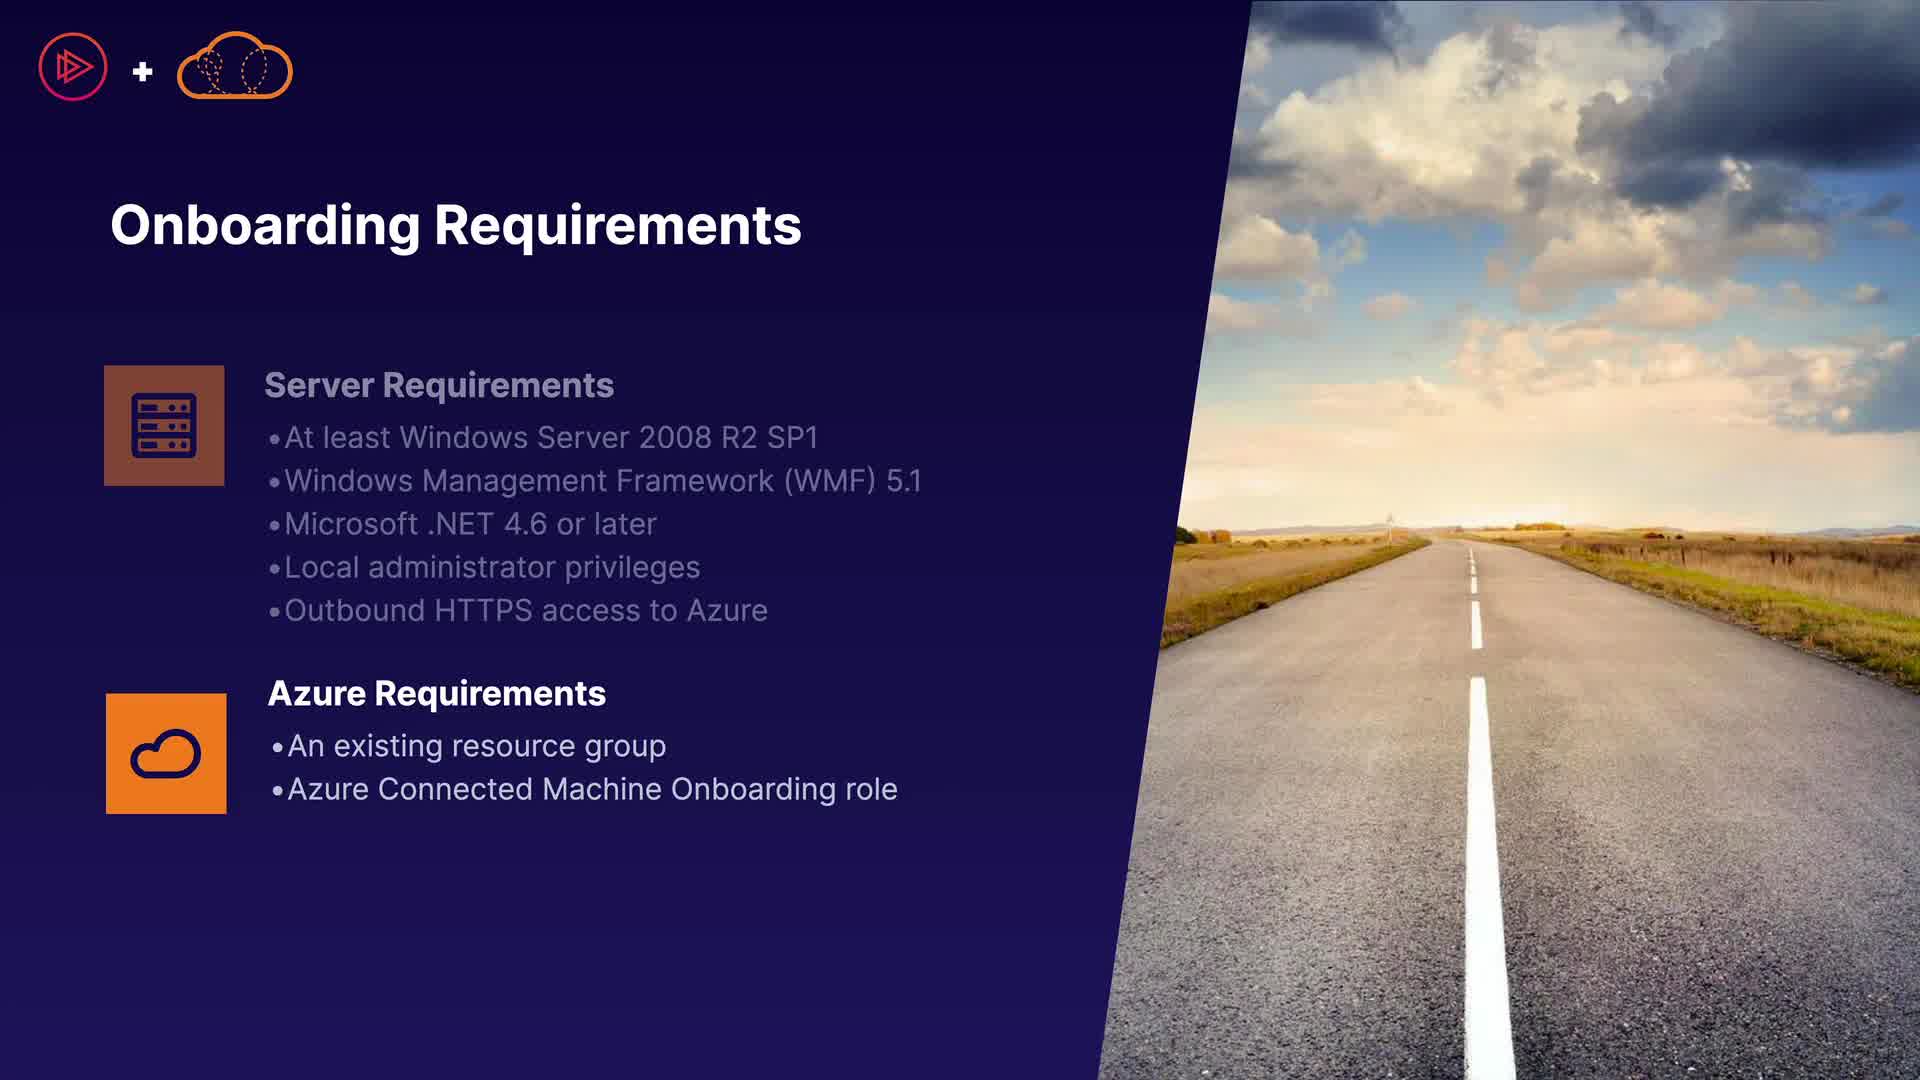 Onboarding Requirements
Server Requirements
•At least Windows Server 2008 R2 SP1
•Windows Management Framework (WMF) 5.1
•Microsoft .NET 4.6 or later
•Local administrator privileges
•Outbound HTTPS access to Azure
Azure Requirements
•An existing resource group
•Azure Connected Machine Onboarding role